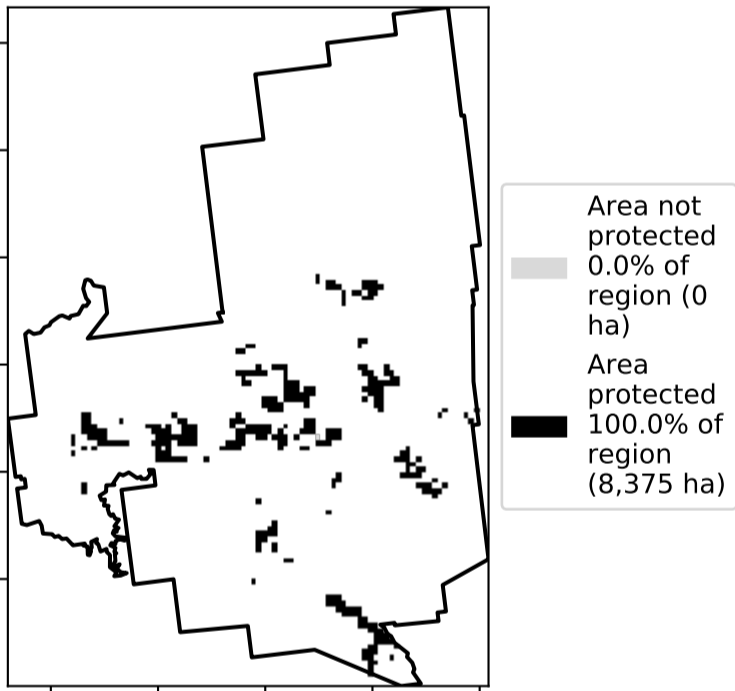 Area not
protected
0.0% of
region (0
ha)
Area
protected
100.0% of
region
(8,375 ha)